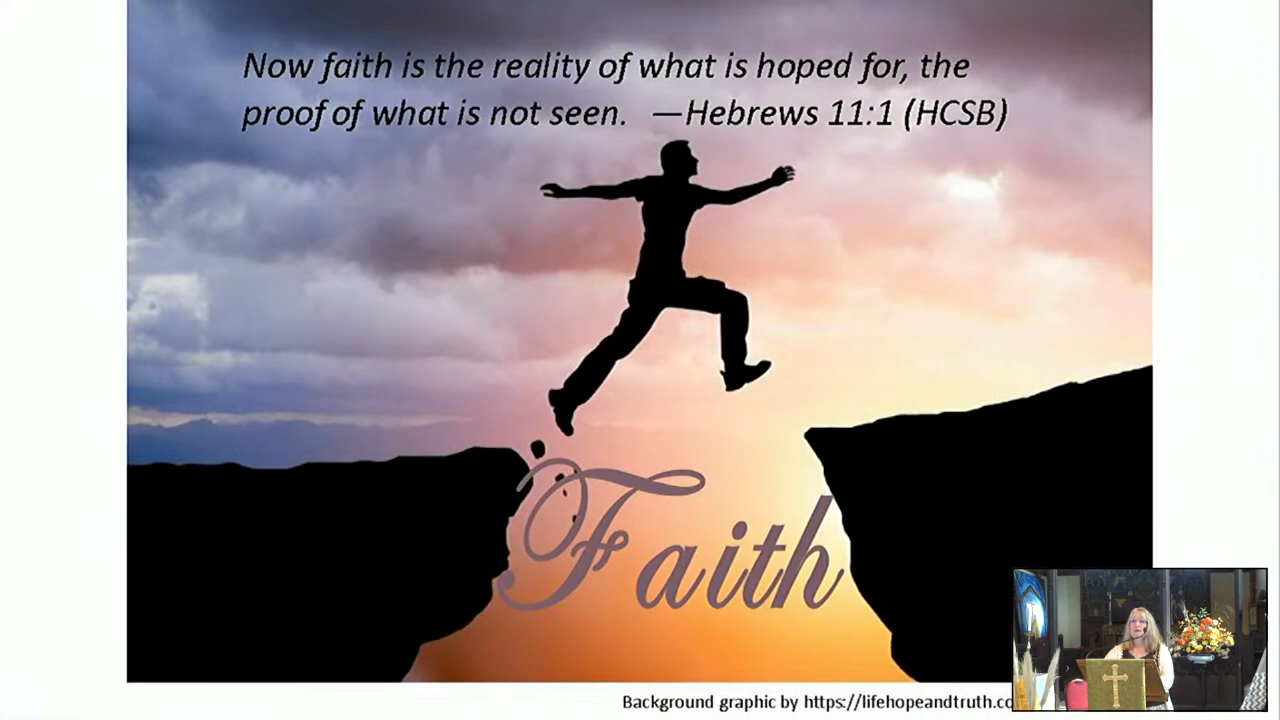 Now faith is the reality of what is hoped for, the
proof of what is not seen. —Hebrews 11:1 (HCSB)
Faith
Background graphic by https://lifehopeandtruth.co